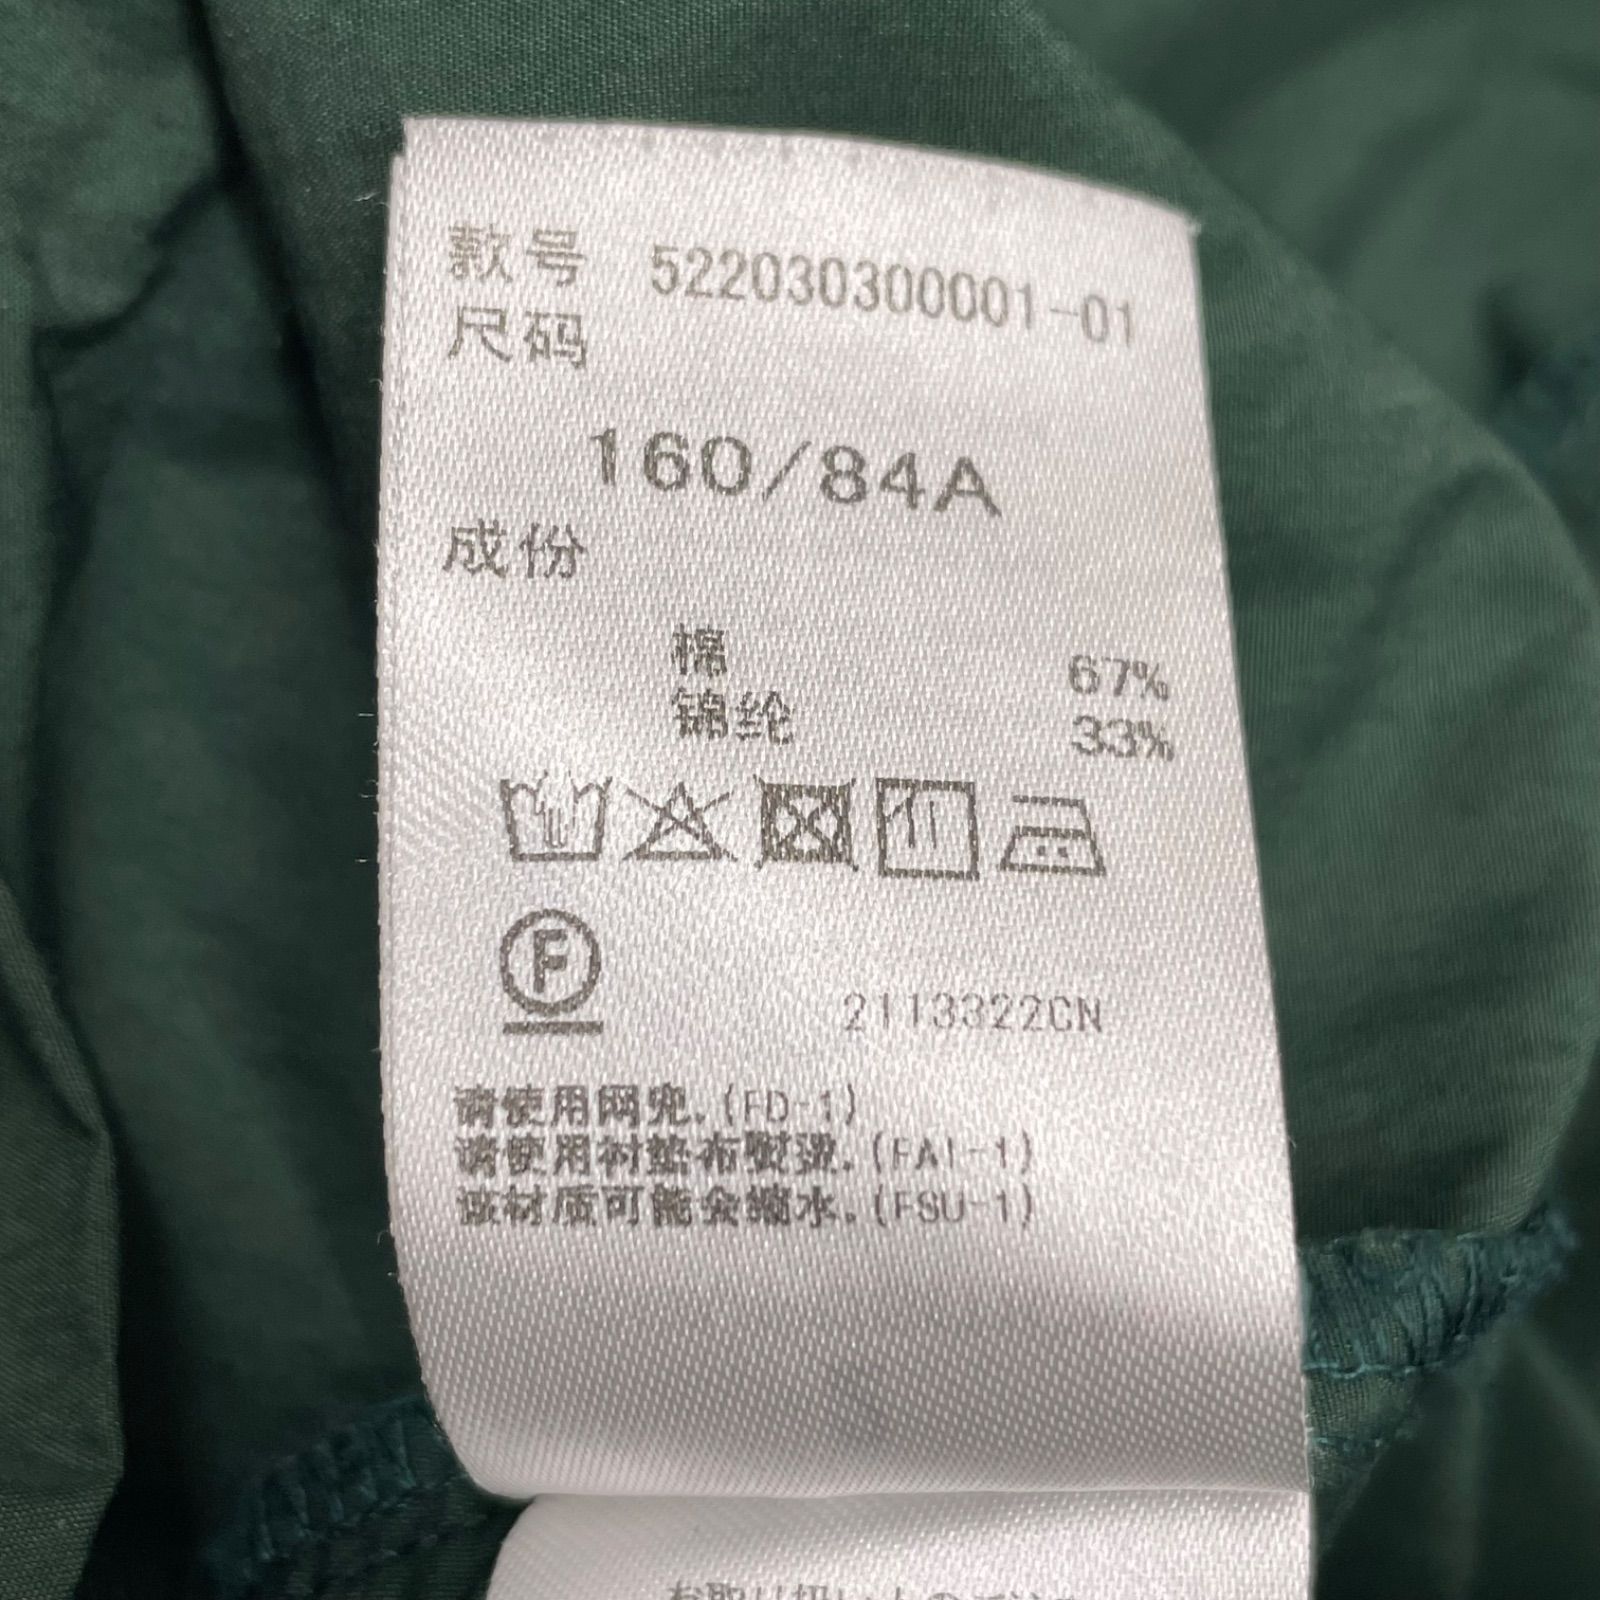 款号 522030300001-01
尺码
160/84A
成份
棉 67%
锦纶 33%
F
2113322CN
请使用网兜.(FD-1)
请使用衬垫布熨烫.(FAI-1)
该材质可能会缩水.(FSU-1)